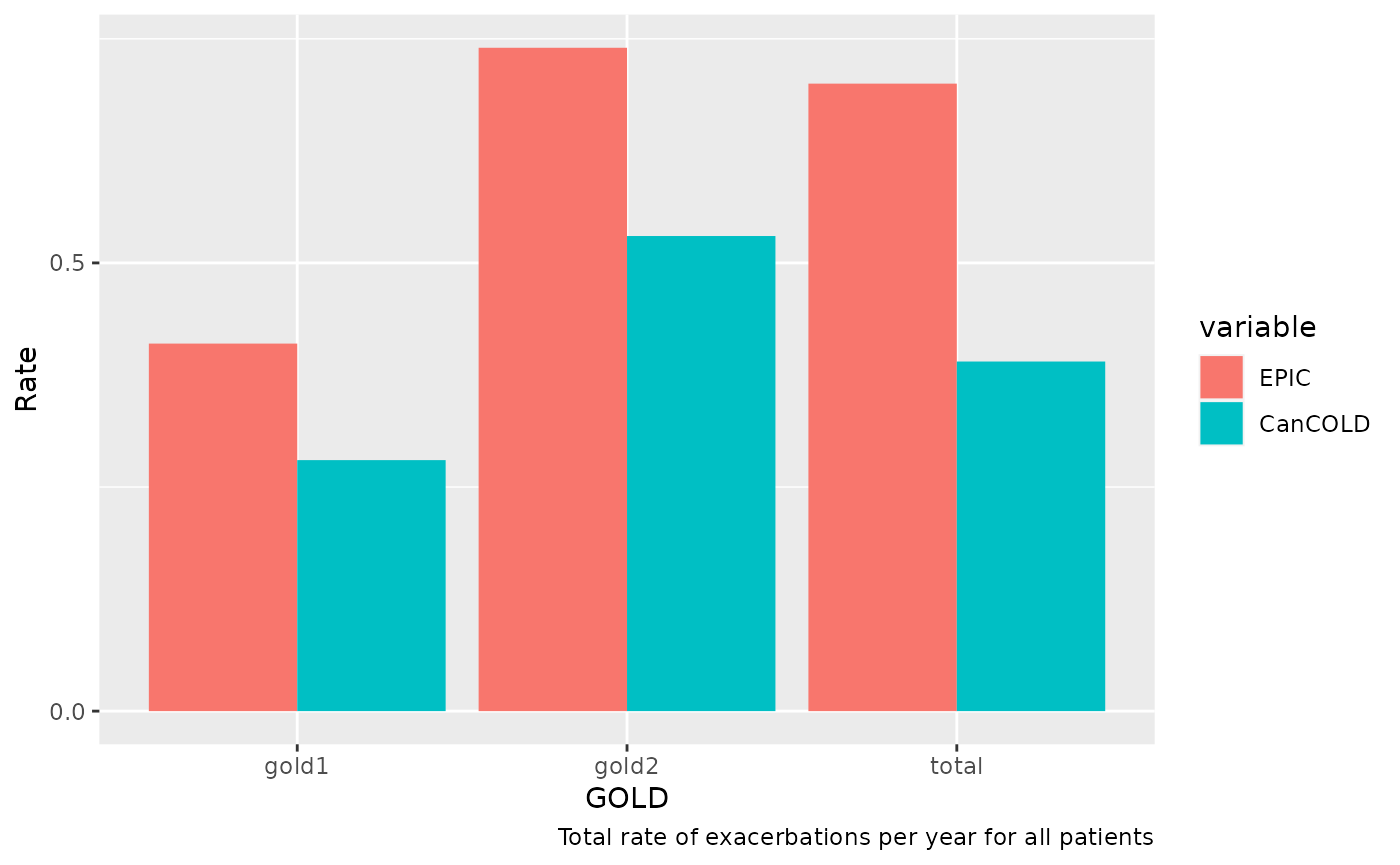 Rate
0.5
0.0
gold1
gold2
total
GOLD
Total rate of exacerbations per year for all patients
variable
EPIC
CanCOLD